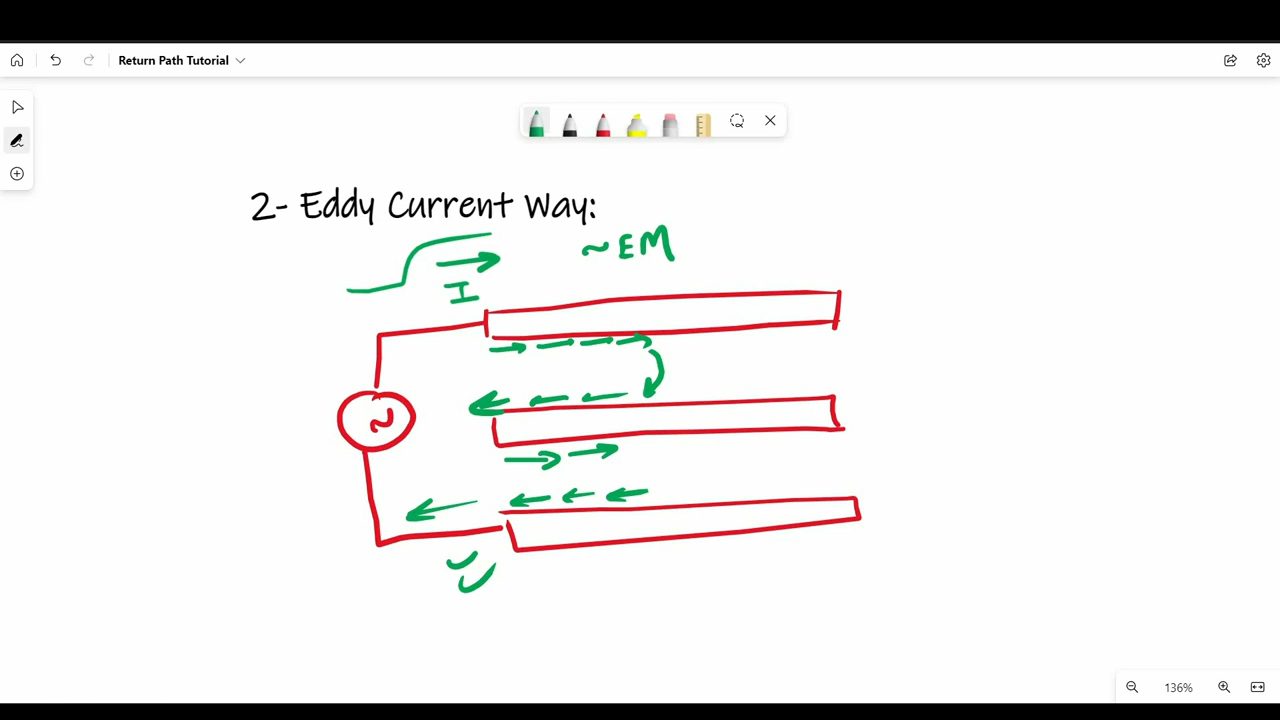 Return Path Tutorial
2- Eddy Current Way:
~ EM
I
~
136%